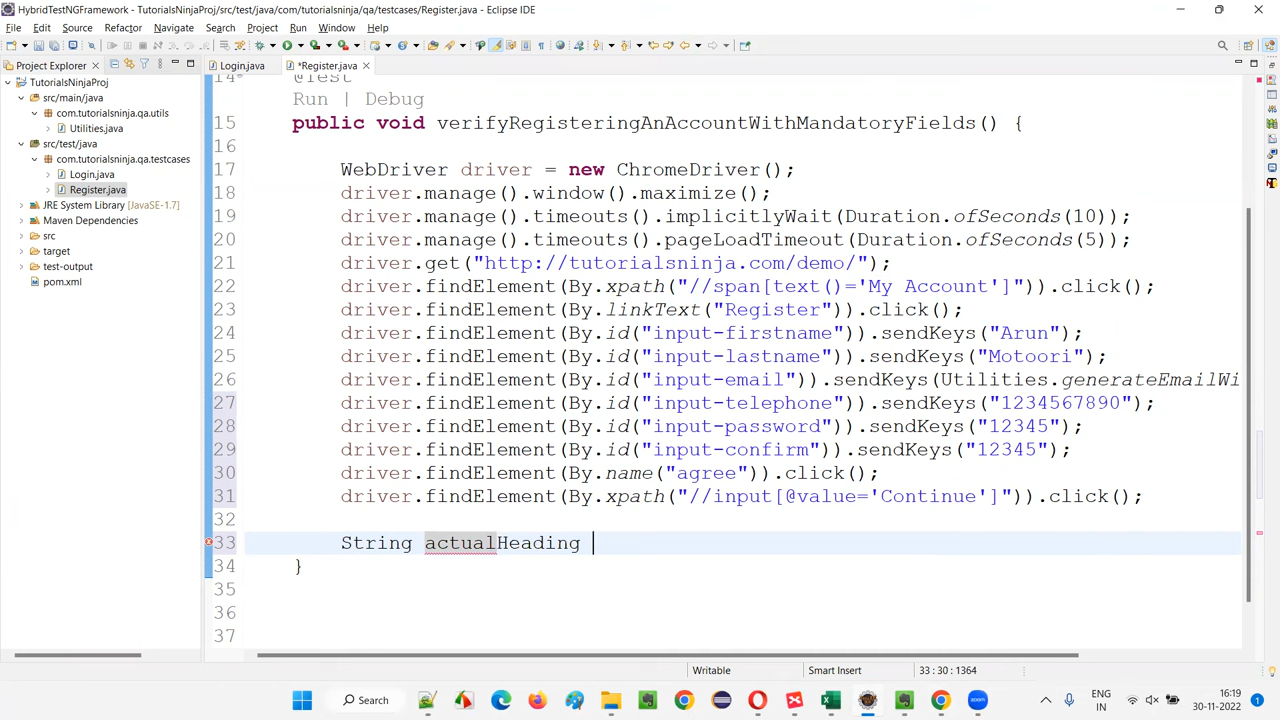 HybridTestNGFramework - TutorialsNinjaProj/src/test/java/com/tutorialsninja/qa/testcases/Register.java - Eclipse IDE
File Edit Source Refactor Navigate Search Project Run Window Help
Project Explorer
Login.java *Register.java
TutorialsNinjaProj
src/main/java
com.tutorialsninja.qa.utils
Utilities.java
src/test/java
com.tutorialsninja.qa.testcases
Login.java
Register.java
JRE System Library [JavaSE-1.7]
Maven Dependencies
src
target
test-output
pom.xml
14 @Test
Run | Debug
15 public void verifyRegisteringAnAccountWithMandatoryFields() {
16
17 WebDriver driver = new ChromeDriver();
18 driver.manage().window().maximize();
19 driver.manage().timeouts().implicitlyWait(Duration.ofSeconds(10));
20 driver.manage().timeouts().pageLoadTimeout(Duration.ofSeconds(5));
21 driver.get("http://tutorialsninja.com/demo/");
22 driver.findElement(By.xpath("//span[text()='My Account']")).click();
23 driver.findElement(By.linkText("Register")).click();
24 driver.findElement(By.id("input-firstname")).sendKeys("Arun");
25 driver.findElement(By.id("input-lastname")).sendKeys("Motoori");
26 driver.findElement(By.id("input-email")).sendKeys(Utilities.generateEmailWi
27 driver.findElement(By.id("input-telephone")).sendKeys("1234567890");
28 driver.findElement(By.id("input-password")).sendKeys("12345");
29 driver.findElement(By.id("input-confirm")).sendKeys("12345");
30 driver.findElement(By.name("agree")).click();
31 driver.findElement(By.xpath("//input[@value='Continue']")).click();
32
33 String actualHeading
34 }
35
36
37
Writable Smart Insert 33 : 30 : 1364
Search
ENG
IN
16:19
30-11-2022
1